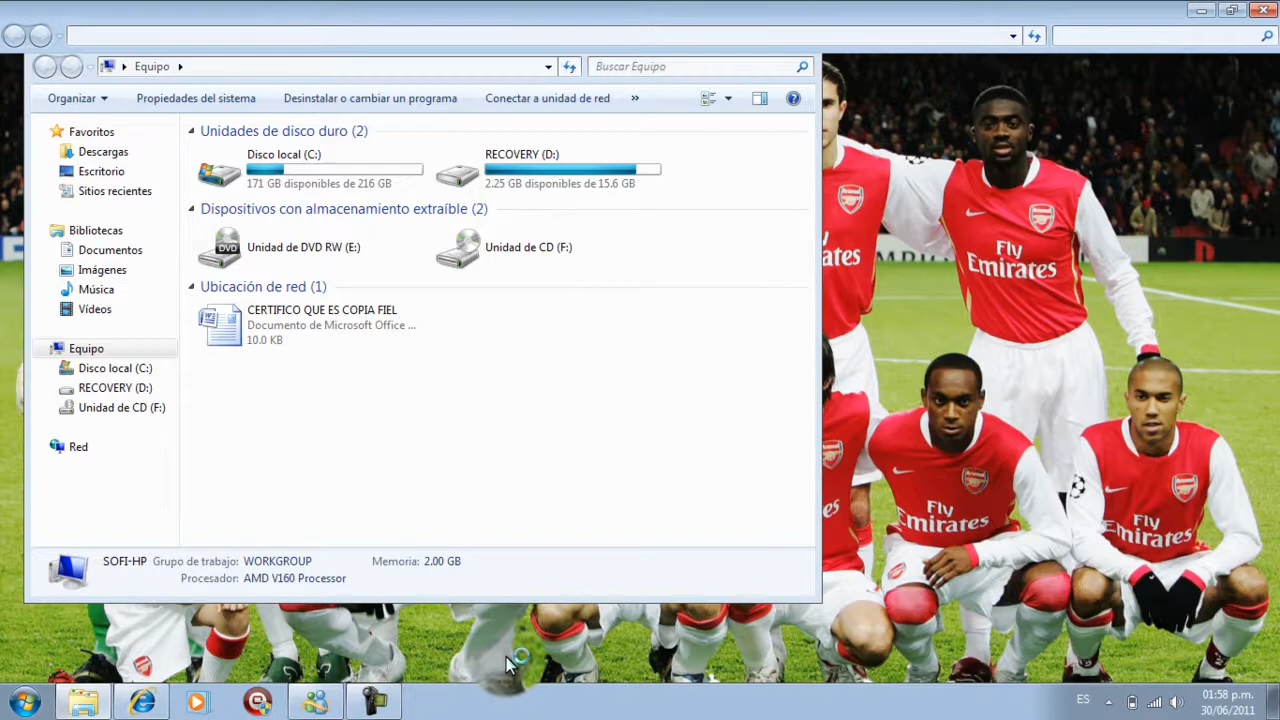 Equipo
Buscar Equipo
Organizar
Propiedades del sistema
Desinstalar o cambiar un programa
Conectar a unidad de red
»
Favoritos
Descargas
Escritorio
Sitios recientes
Bibliotecas
Documentos
Imágenes
Música
Vídeos
Equipo
Disco local (C:)
RECOVERY (D:)
Unidad de CD (F:)
Red
Unidades de disco duro (2)
Disco local (C:)
171 GB disponibles de 216 GB
RECOVERY (D:)
2.25 GB disponibles de 15.6 GB
Dispositivos con almacenamiento extraíble (2)
DVD
Unidad de DVD RW (E:)
Unidad de CD (F:)
Ubicación de red (1)
CERTIFICO QUE ES COPIA FIEL
Documento de Microsoft Office ...
10.0 KB
SOFI-HP
Grupo de trabajo: WORKGROUP
Memoria: 2.00 GB
Procesador: AMD V160 Processor
Fly
Emirates
Fly
Emirates
Fly
Emirates
ES
01:58 p.m.
30/06/2011